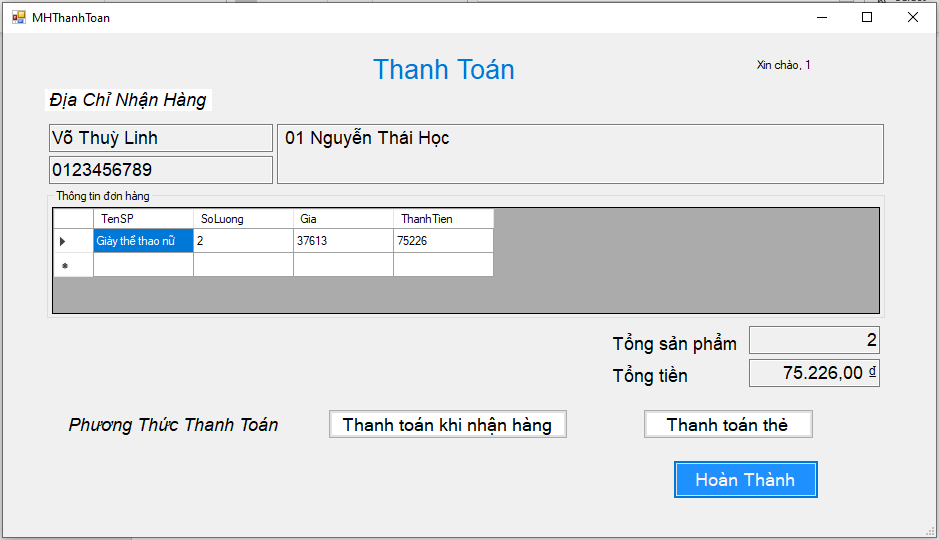 MHThanhToan
Thanh Toán
Xin chào, 1
Địa Chỉ Nhận Hàng
Võ Thuỳ Linh
01 Nguyễn Thái Học
0123456789
Thông tin đơn hàng
TenSP SoLuong Gia ThanhTien
Giày thể thao nữ 2 37613 75226
Tổng sản phẩm 2
Tổng tiền 75.226,00 ₫
Phương Thức Thanh Toán Thanh toán khi nhận hàng Thanh toán thẻ
Hoàn Thành